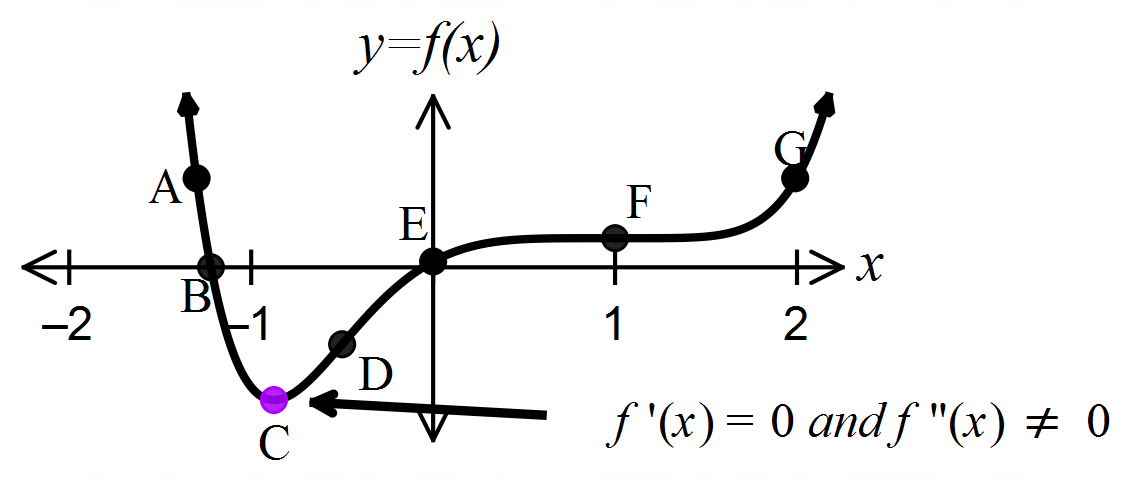 y=f(x)
G
A
F
E
x
B
–2
–1
1
2
D
f '(x) = 0 and f "(x) ≠ 0
C